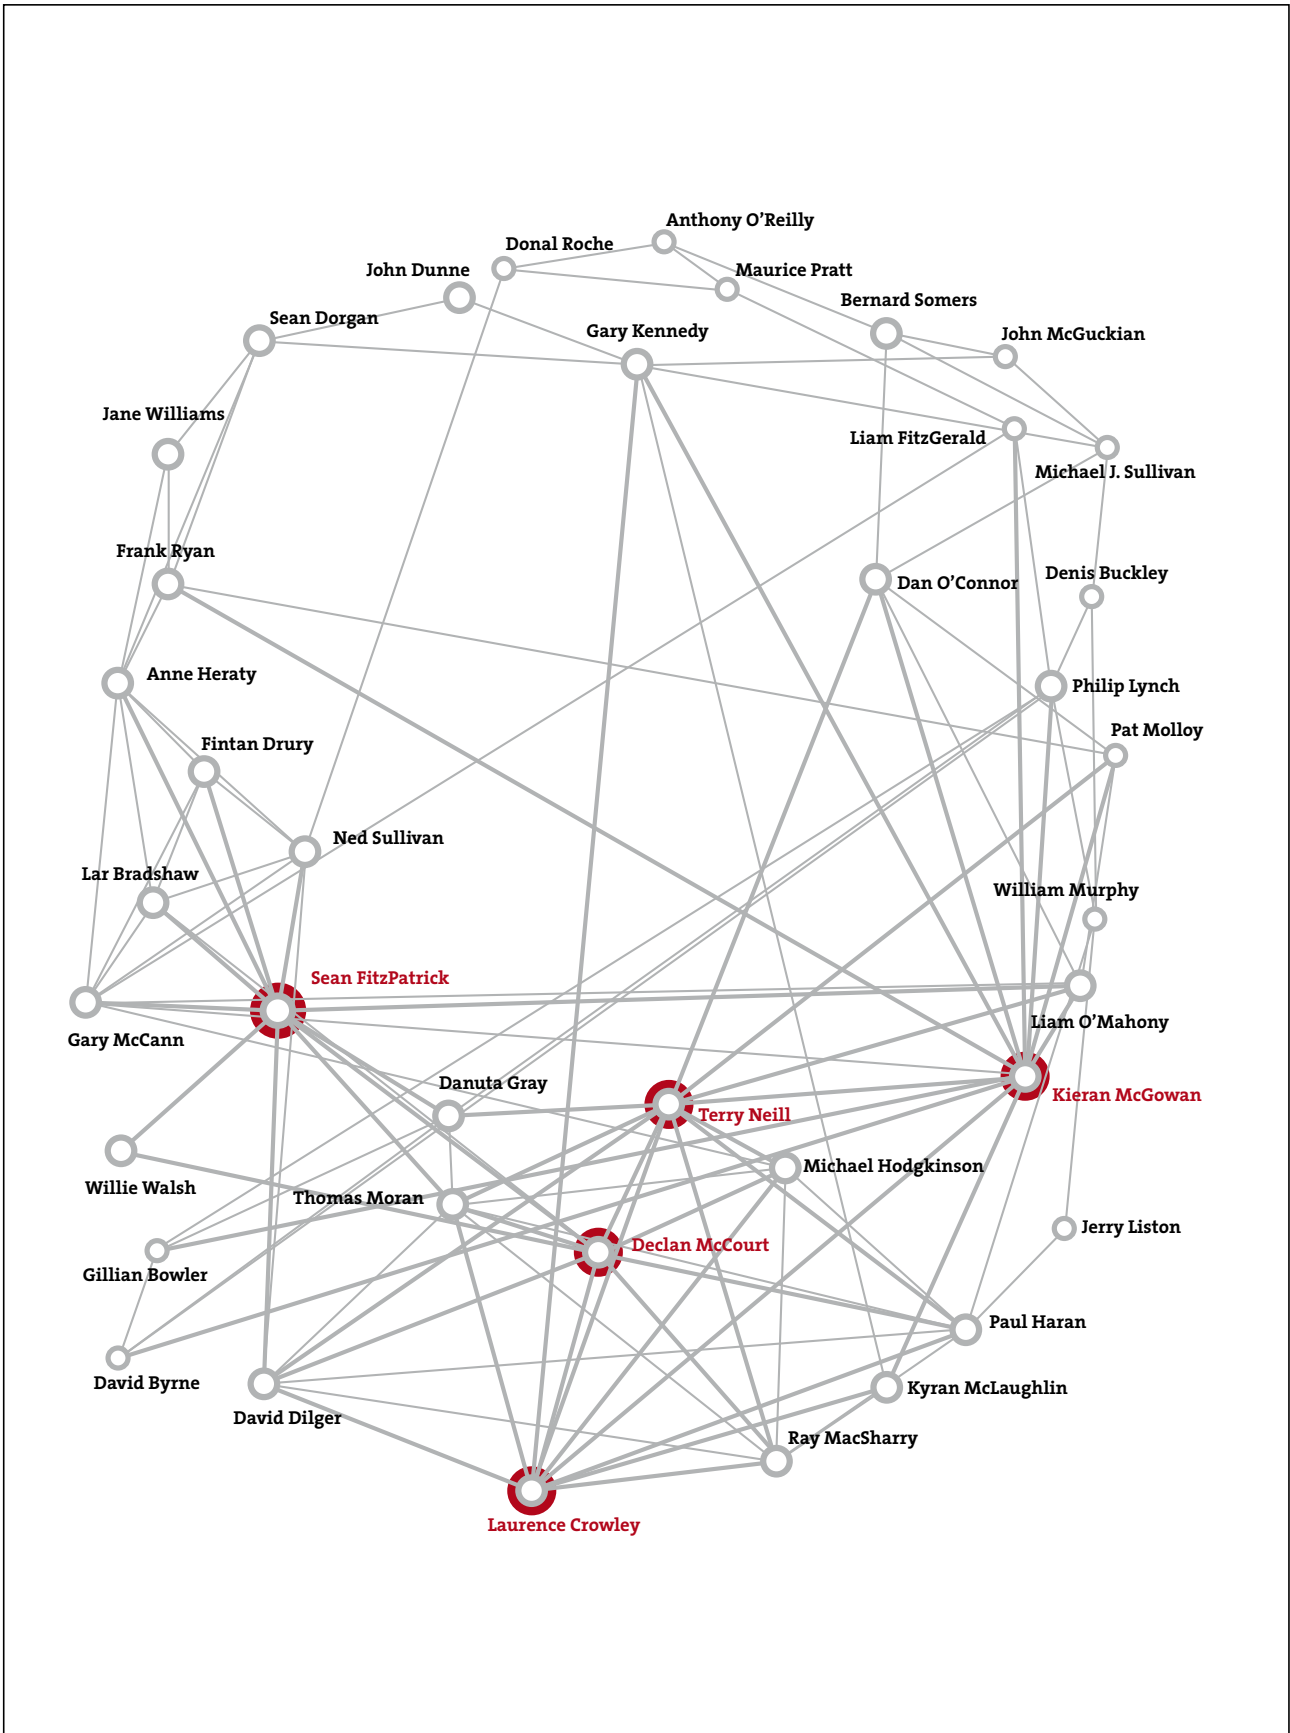 Anthony O’Reilly
Donal Roche
John Dunne
Maurice Pratt
Bernard Somers
Sean Dorgan
Gary Kennedy
John McGuckian
Jane Williams
Liam FitzGerald
Michael J. Sullivan
Frank Ryan
Denis Buckley
Dan O’Connor
Anne Heraty
Philip Lynch
Pat Molloy
Fintan Drury
Ned Sullivan
Lar Bradshaw
William Murphy
Sean FitzPatrick
Liam O’Mahony
Gary McCann
Danuta Gray
Kieran McGowan
Terry Neill
Michael Hodgkinson
Willie Walsh
Thomas Moran
Jerry Liston
Declan McCourt
Gillian Bowler
Paul Haran
David Byrne
Kyran McLaughlin
David Dilger
Ray MacSharry
Laurence Crowley